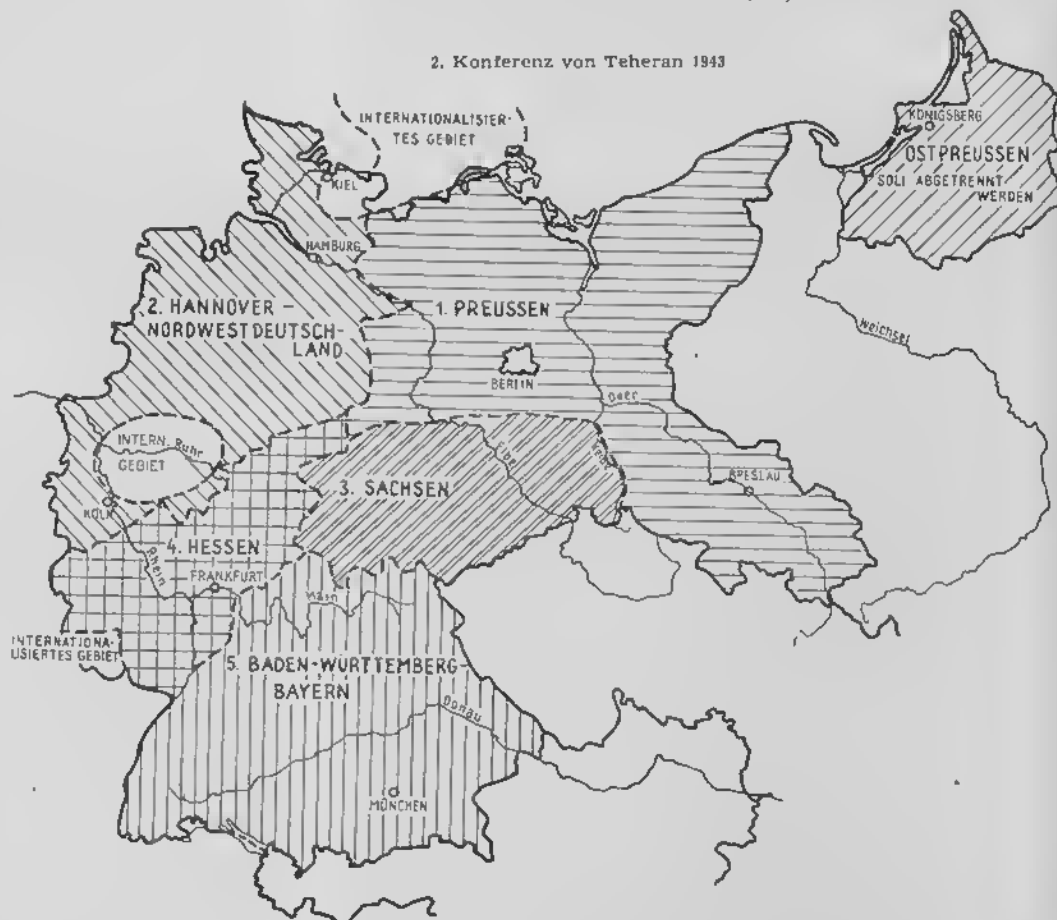 2. Konferenz von Teheran 1943
INTERNATIONALISIER-
TES GEBIET
KIEL
HAMBURG
KÖNIGSBERG
OSTPREUSSEN
SOLL ABGETRENNT
WERDEN
2. HANNOVER –
NORDWESTDEUTSCH-
LAND
1. PREUSSEN
BERLIN
Weichsel
Oder
INTERN. Ruhr
GEBIET
KÖLN
Elbe
Neiße
3. SACHSEN
BRESLAU
4. HESSEN
Rhein
FRANKFURT
Main
INTERNATIONA-
LISIERTES GEBIET
5. BADEN-WÜRTTEMBERG-
BAYERN
Donau
MÜNCHEN